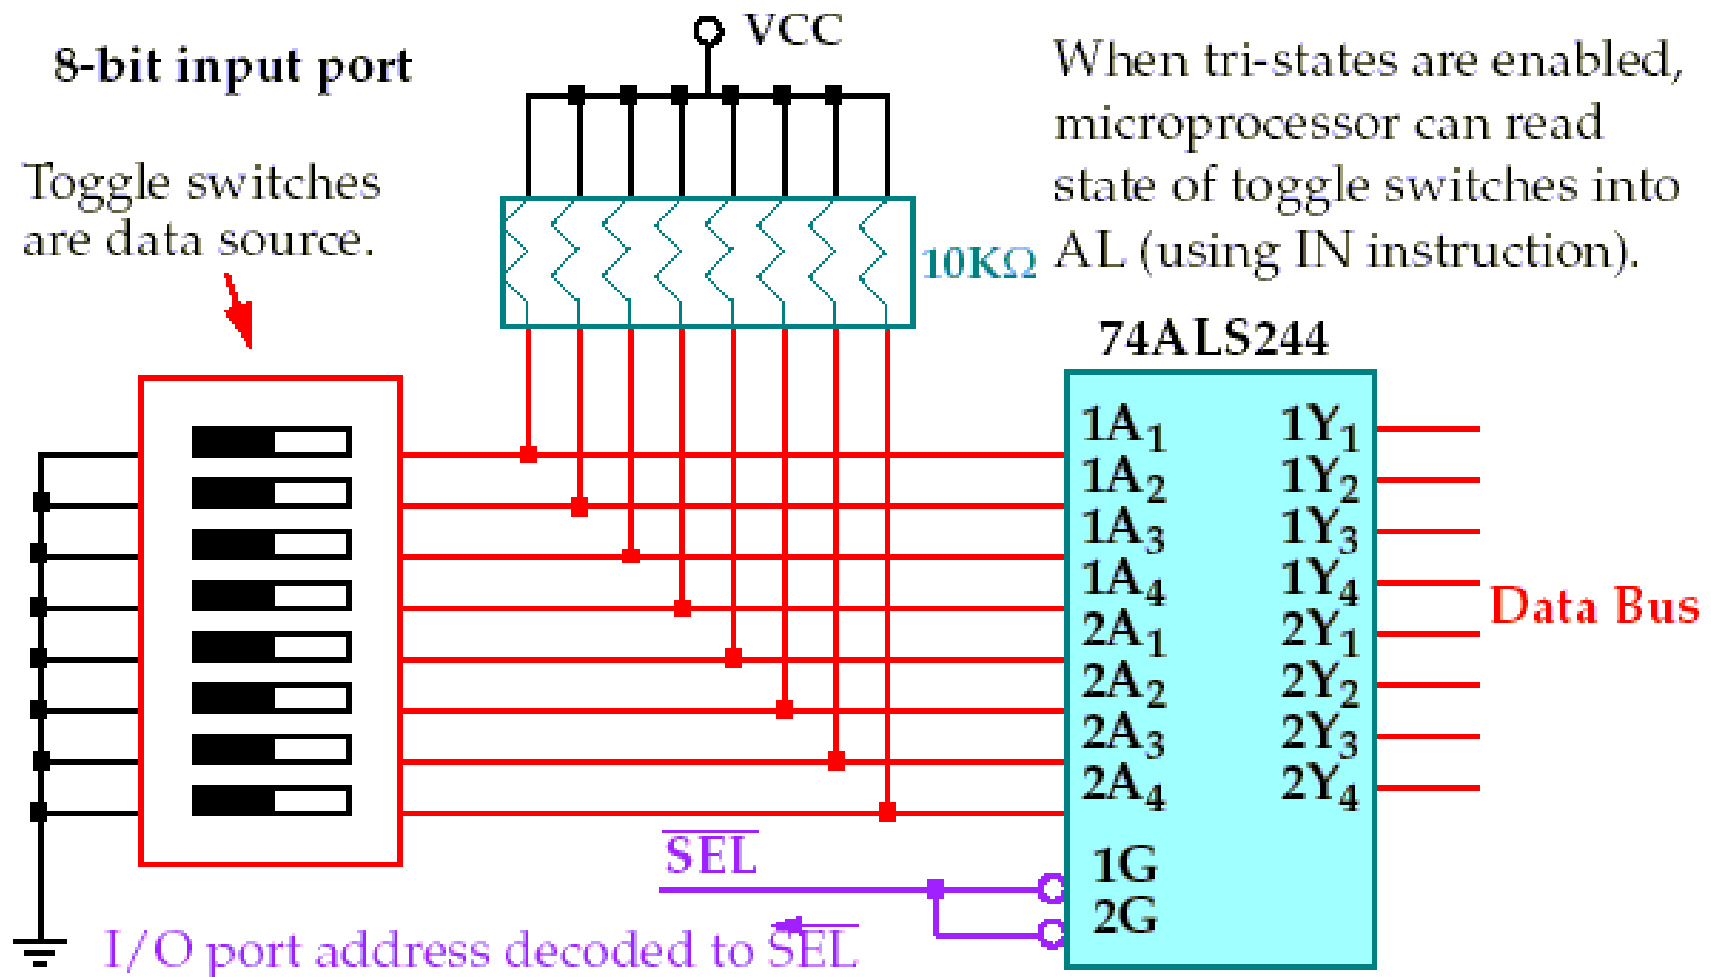 VCC
8-bit input port
When tri-states are enabled,
microprocessor can read
state of toggle switches into
AL (using IN instruction).
Toggle switches
are data source.
10KΩ
74ALS244
1A₁ 1Y₁
1A₂ 1Y₂
1A₃ 1Y₃
1A₄ 1Y₄
2A₁ 2Y₁
2A₂ 2Y₂
2A₃ 2Y₃
2A₄ 2Y₄
Data Bus
S̅E̅L̅
1G
2G
I/O port address decoded to S̅E̅L̅